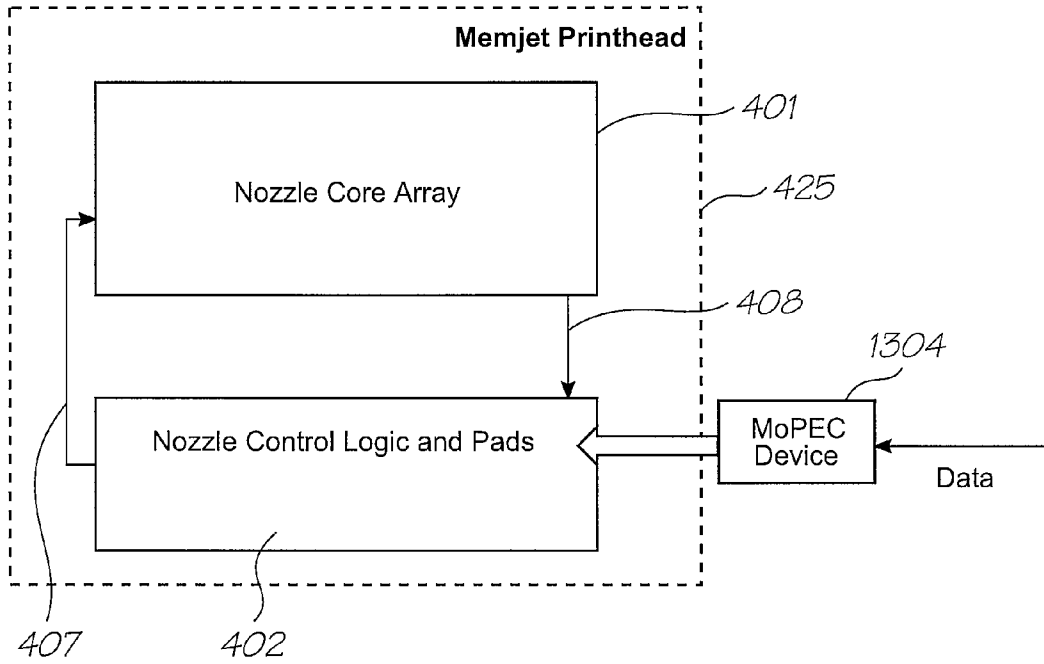 Memjet Printhead
401
Nozzle Core Array
425
408
1304
Nozzle Control Logic and Pads
MoPEC
Device
Data
407
402